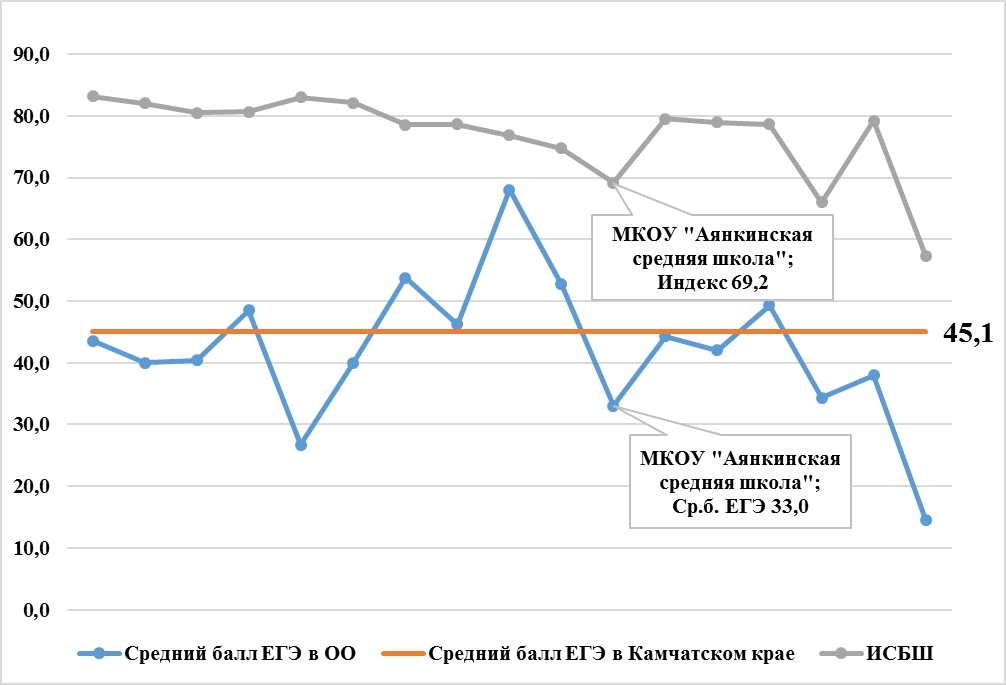 90,0
80,0
70,0
60,0
50,0
40,0
30,0
20,0
10,0
0,0
МКОУ "Аянкинская
средняя школа";
Индекс 69,2
45,1
МКОУ "Аянкинская
средняя школа";
Ср.б. ЕГЭ 33,0
Средний балл ЕГЭ в ОО
Средний балл ЕГЭ в Камчатском крае
ИСБШ